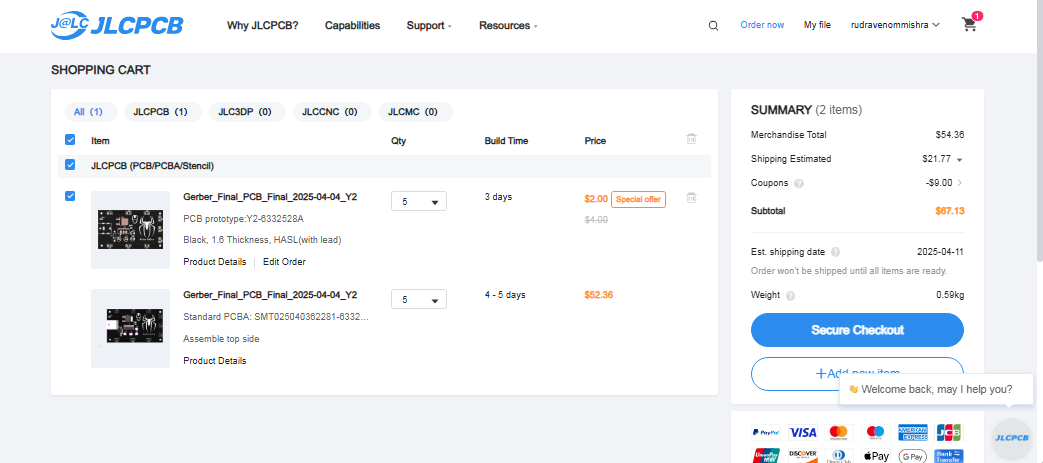 J@LC JLCPCB Why JLCPCB? Capabilities Support Resources Order now My file rudravenommishra 1
SHOPPING CART
All (1) JLCPCB (1) JLC3DP (0) JLCCNC (0) JLCMC (0)
Item Qty Build Time Price
JLCPCB (PCB/PCBA/Stencil)
Gerber_Final_PCB_Final_2025-04-04_Y2 5 3 days $2.00 Special offer
PCB prototype:Y2-6332528A $4.00
Black, 1.6 Thickness, HASL(with lead)
Product Details | Edit Order
Gerber_Final_PCB_Final_2025-04-04_Y2 5 4 - 5 days $52.36
Standard PCBA: SMT025040362281-6332...
Assemble top side
Product Details
SUMMARY (2 items)
Merchandise Total $54.36
Shipping Estimated $21.77
Coupons ? -$9.00
Subtotal $67.13
Est. shipping date ? 2025-04-11
Order won't be shipped until all items are ready.
Weight ? 0.59kg
Secure Checkout
+Add new item
👋 Welcome back, may I help you?
JLCPCB
PayPal VISA mastercard maestro AMERICAN EXPRESS JCB
UnionPay DISCOVER Diners Club Pay G Pay Bank Transfer